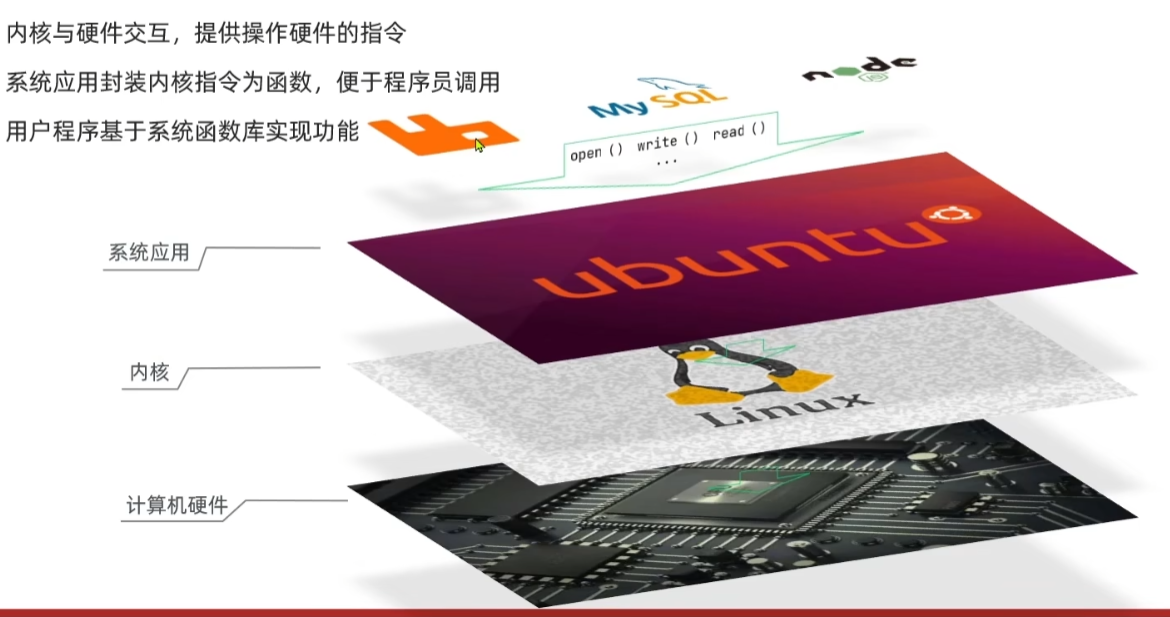 内核与硬件交互，提供操作硬件的指令
系统应用封装内核指令为函数，便于程序员调用
用户程序基于系统函数库实现功能
node
JS
MySQL
open () write () read ()
...
系统应用
ubuntu
内核
Linux
计算机硬件